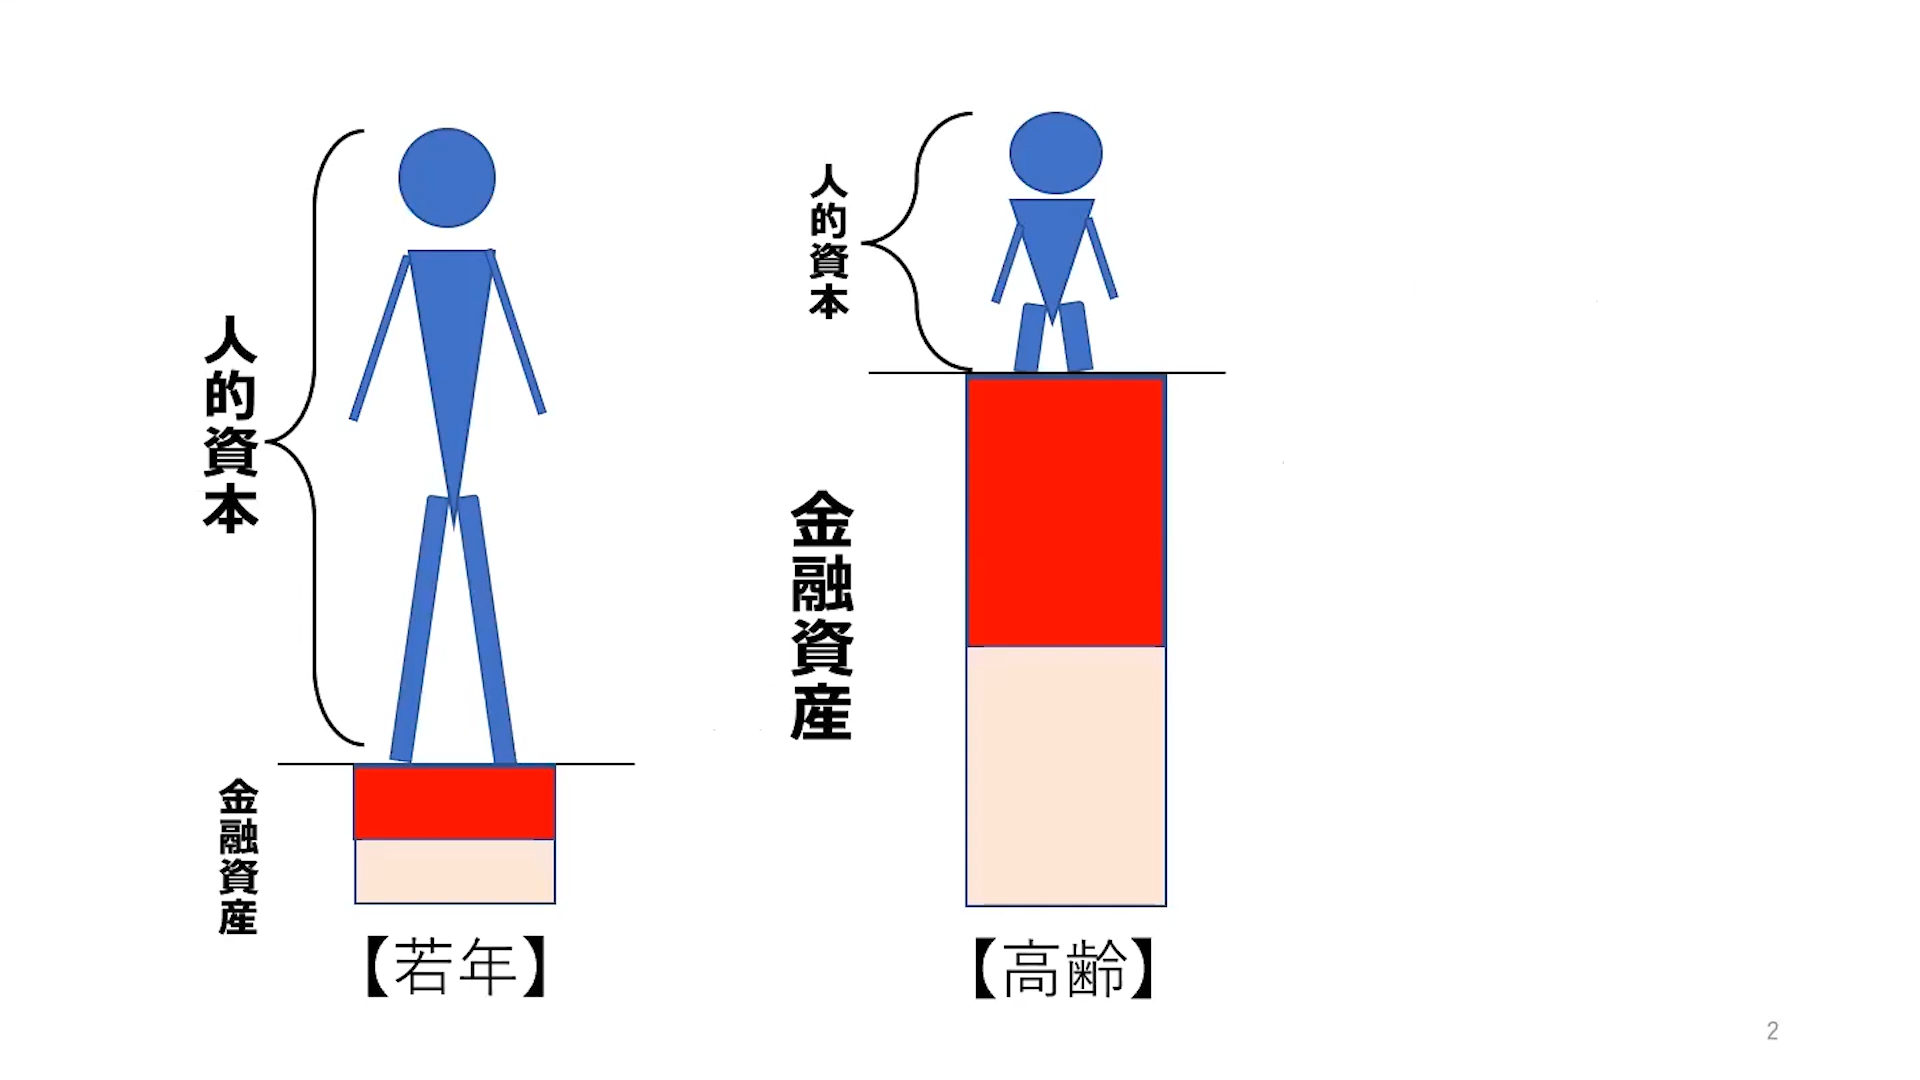 人的資本
金融資産
【若年】
人的資本
金融資産
【高齢】
2